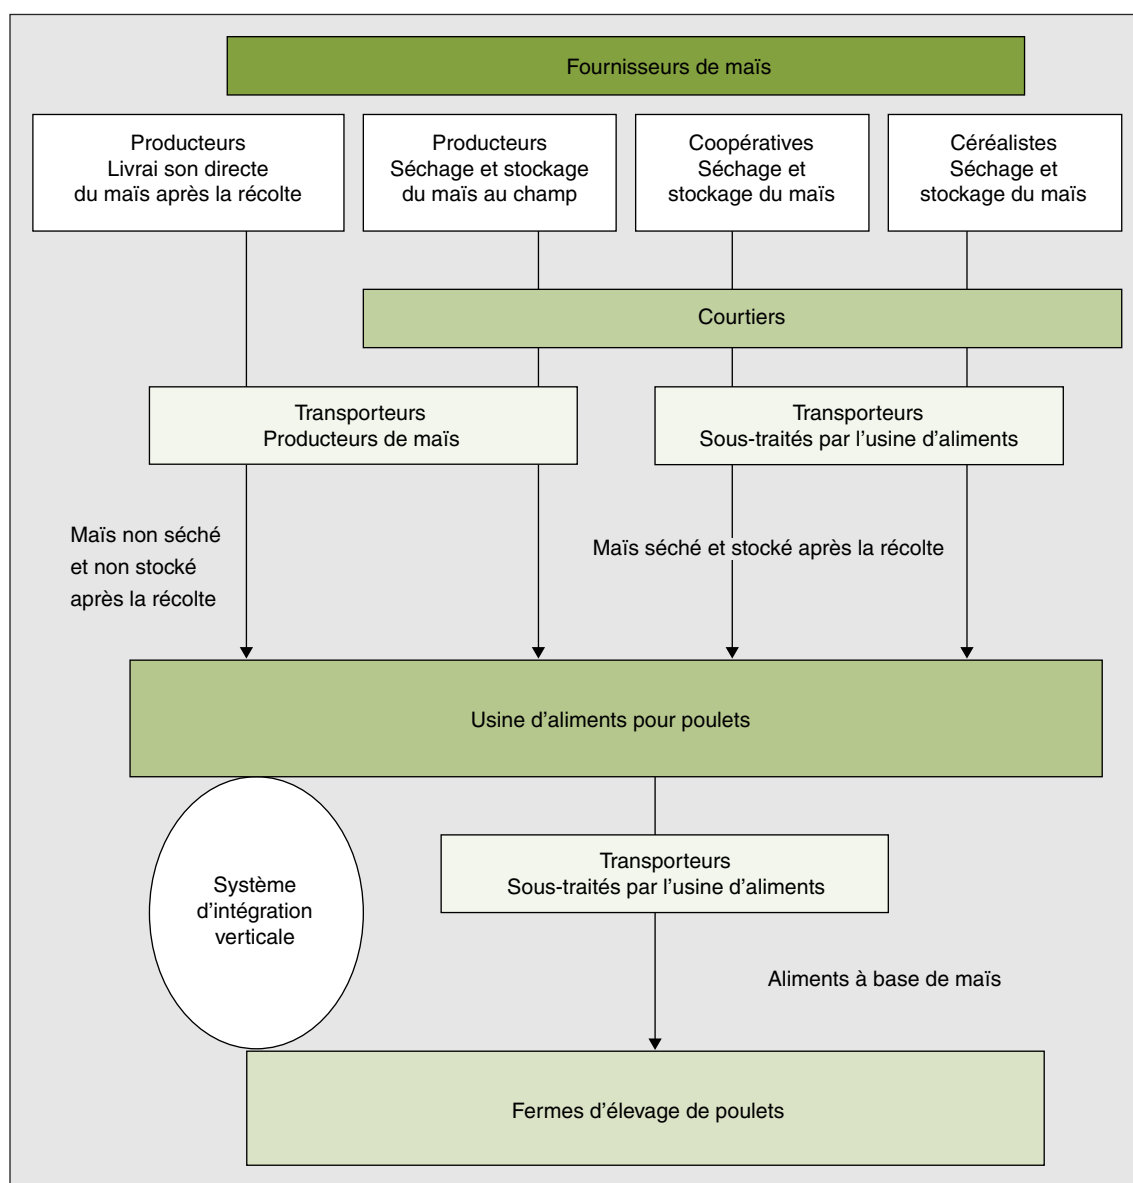 Fournisseurs de maïs
Producteurs
Livrai son directe
du maïs après la récolte
Producteurs
Séchage et stockage
du maïs au champ
Coopératives
Séchage et
stockage du maïs
Céréalistes
Séchage et
stockage du maïs
Courtiers
Transporteurs
Producteurs de maïs
Transporteurs
Sous-traités par l’usine d’aliments
Maïs non séché
et non stocké
après la récolte
Maïs séché et stocké après la récolte
Usine d’aliments pour poulets
Système
d’intégration
verticale
Transporteurs
Sous-traités par l’usine d’aliments
Aliments à base de maïs
Fermes d’élevage de poulets